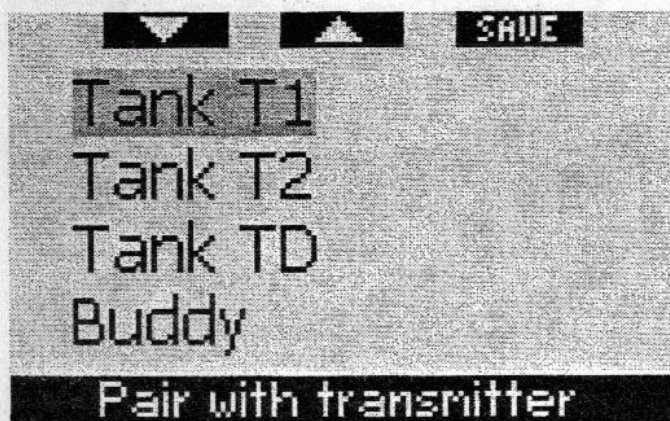 SAVE
Tank T1
Tank T2
Tank TD
Buddy
Pair with transmitter